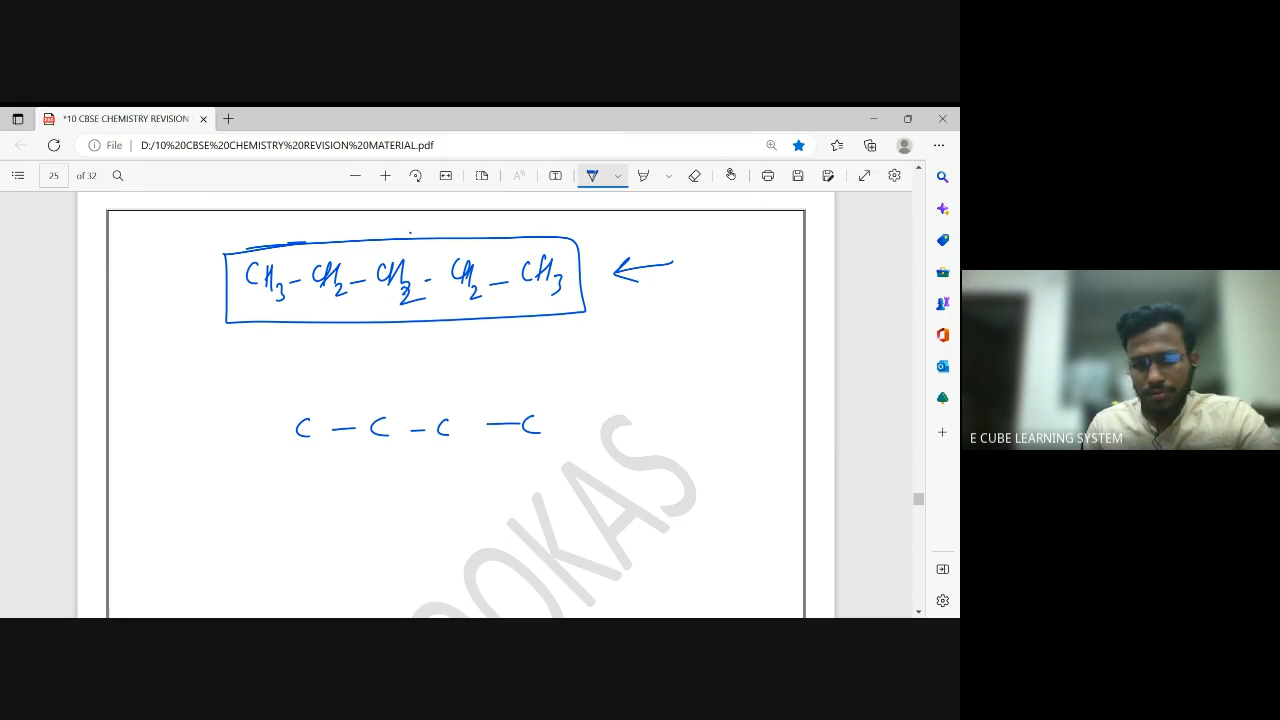 *10 CBSE CHEMISTRY REVISION
File D:/10%20CBSE%20CHEMISTRY%20REVISION%20MATERIAL.pdf
25 of 32
CH3 - CH2 - CH2 - CH2 - CH3
C - C - C - C
OOKAS
E CUBE LEARNING SYSTEM